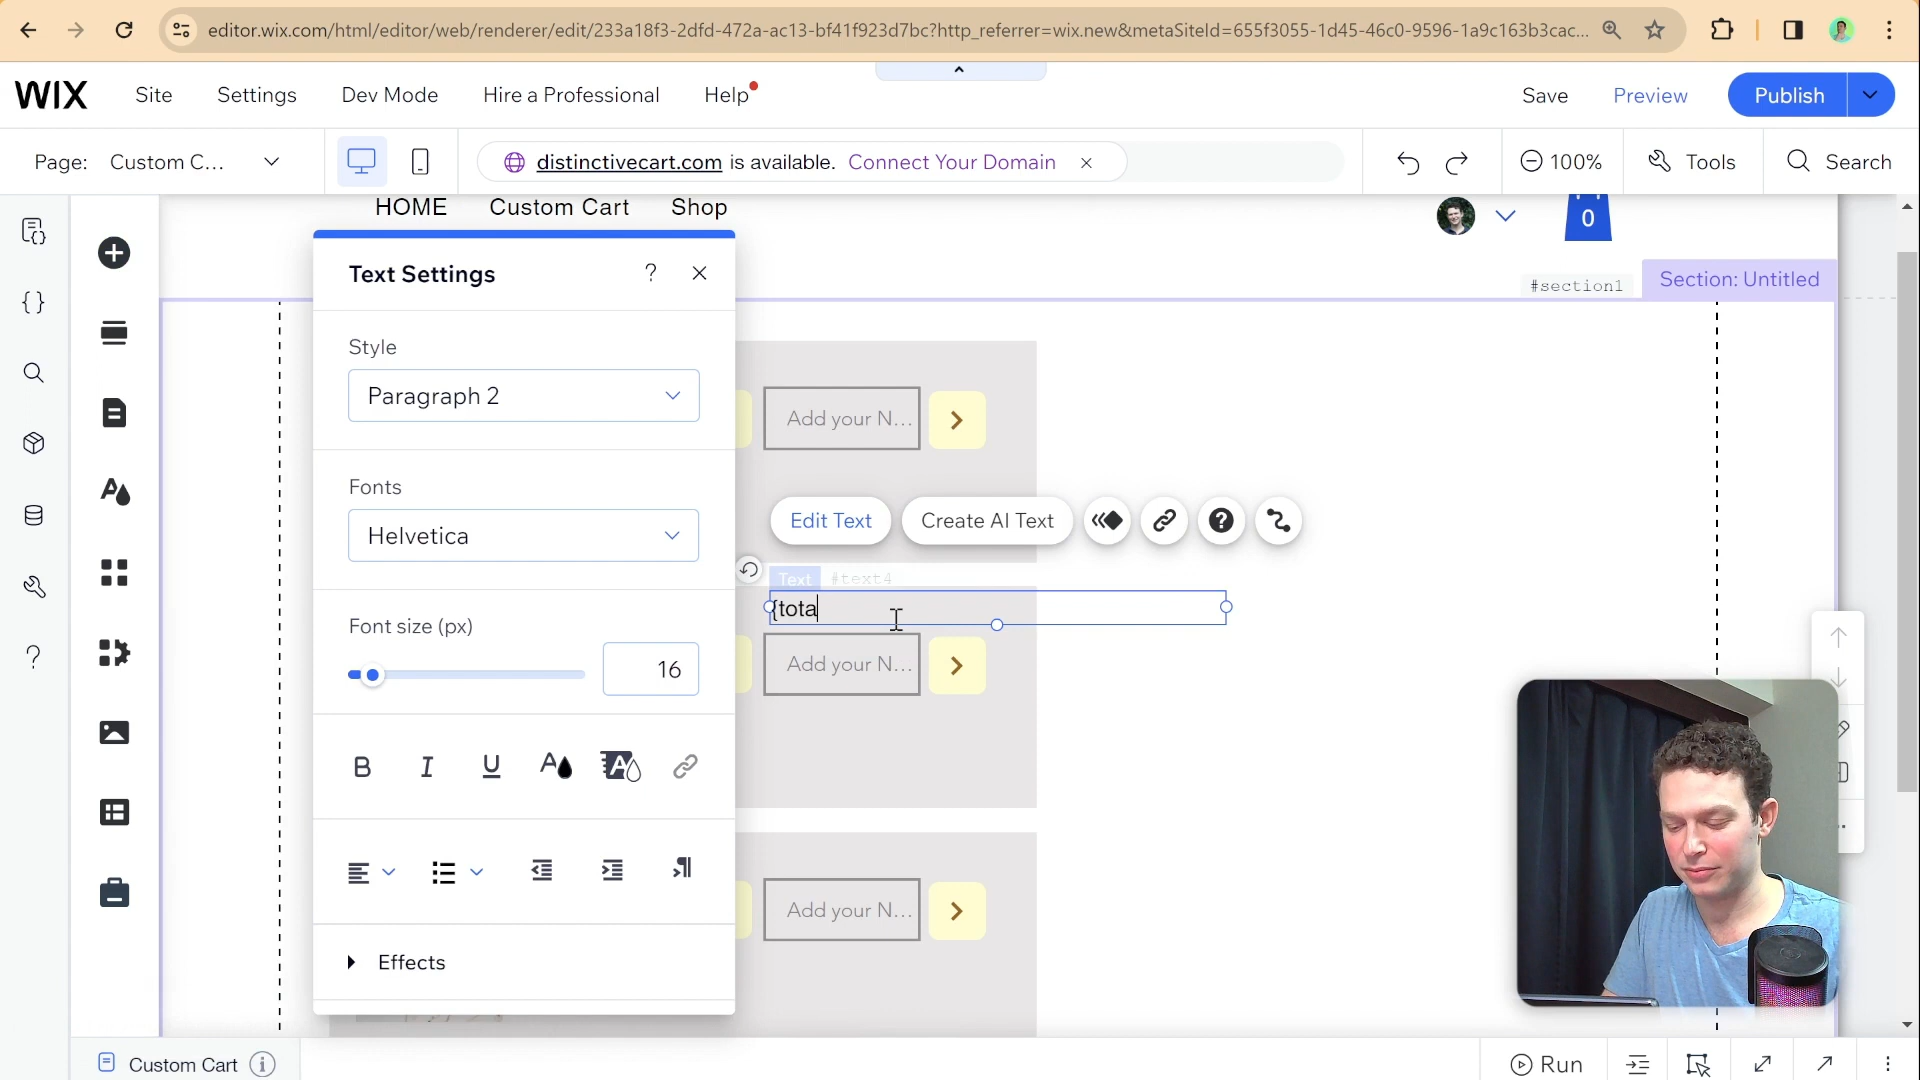 editor.wix.com/html/editor/web/renderer/edit/233a18f3-2dfd-472a-ac13-bf41f923d7bc?http_referrer=wix.new&metaSiteId=655f3055-1d45-46c0-9596-1a9c163b3cac...
WIX Site Settings Dev Mode Hire a Professional Help Save Preview Publish
Page: Custom C... distinctivecart.com is available. Connect Your Domain 100% Tools Search
HOME Custom Cart Shop 0
Text Settings ?
#section1 Section: Untitled
Style
Paragraph 2
Add your N...
Fonts
Helvetica
Edit Text Create AI Text
Text #text4
{tota
Font size (px)
16
Add your N...
B I U
Add your N...
Effects
Custom Cart Run